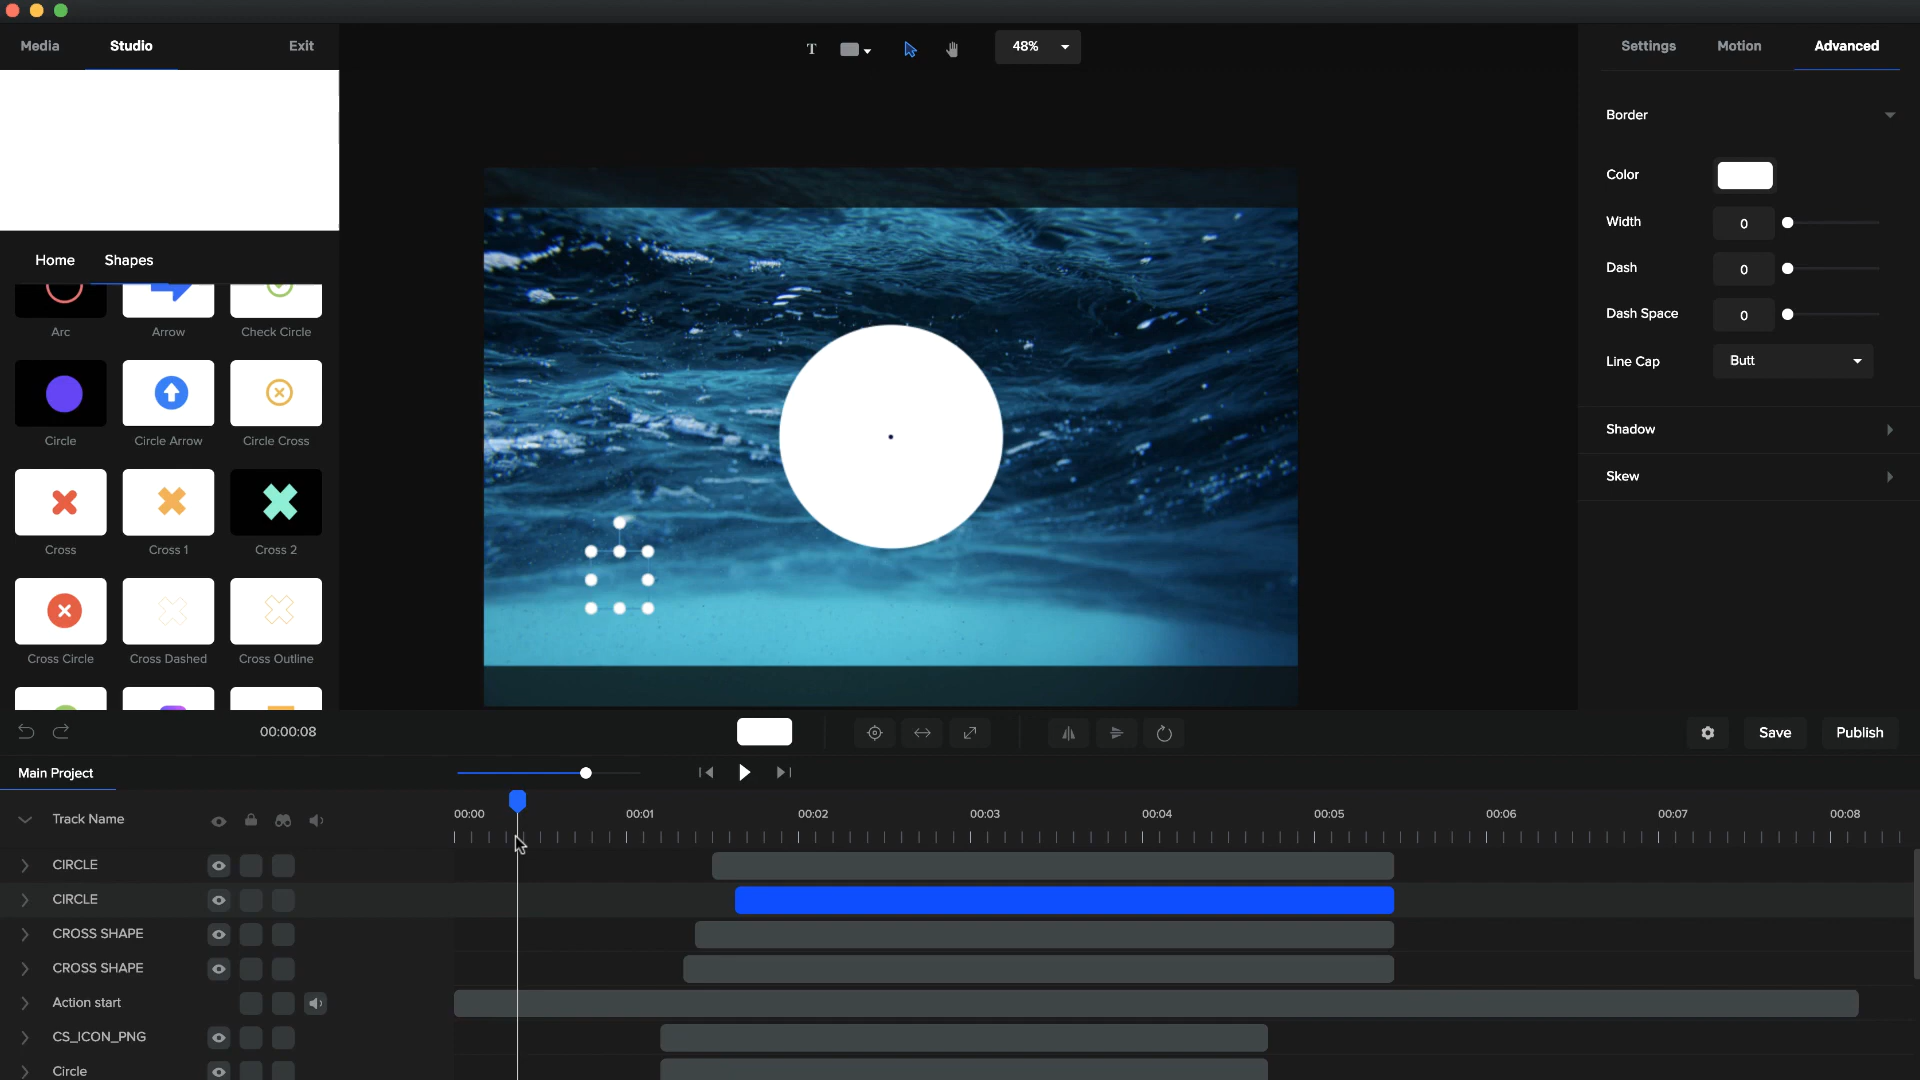 Media Studio Exit
T 48%
Settings Motion Advanced
Border
Color
Width 0
Dash 0
Dash Space 0
Line Cap Butt
Shadow
Skew
Home Shapes
Arc Arrow Check Circle
Circle Circle Arrow Circle Cross
Cross Cross 1 Cross 2
Cross Circle Cross Dashed Cross Outline
00:00:08
Save Publish
Main Project
Track Name
00:00 00:01 00:02 00:03 00:04 00:05 00:06 00:07 00:08
CIRCLE
CIRCLE
CROSS SHAPE
CROSS SHAPE
Action start
CS_ICON_PNG
Circle